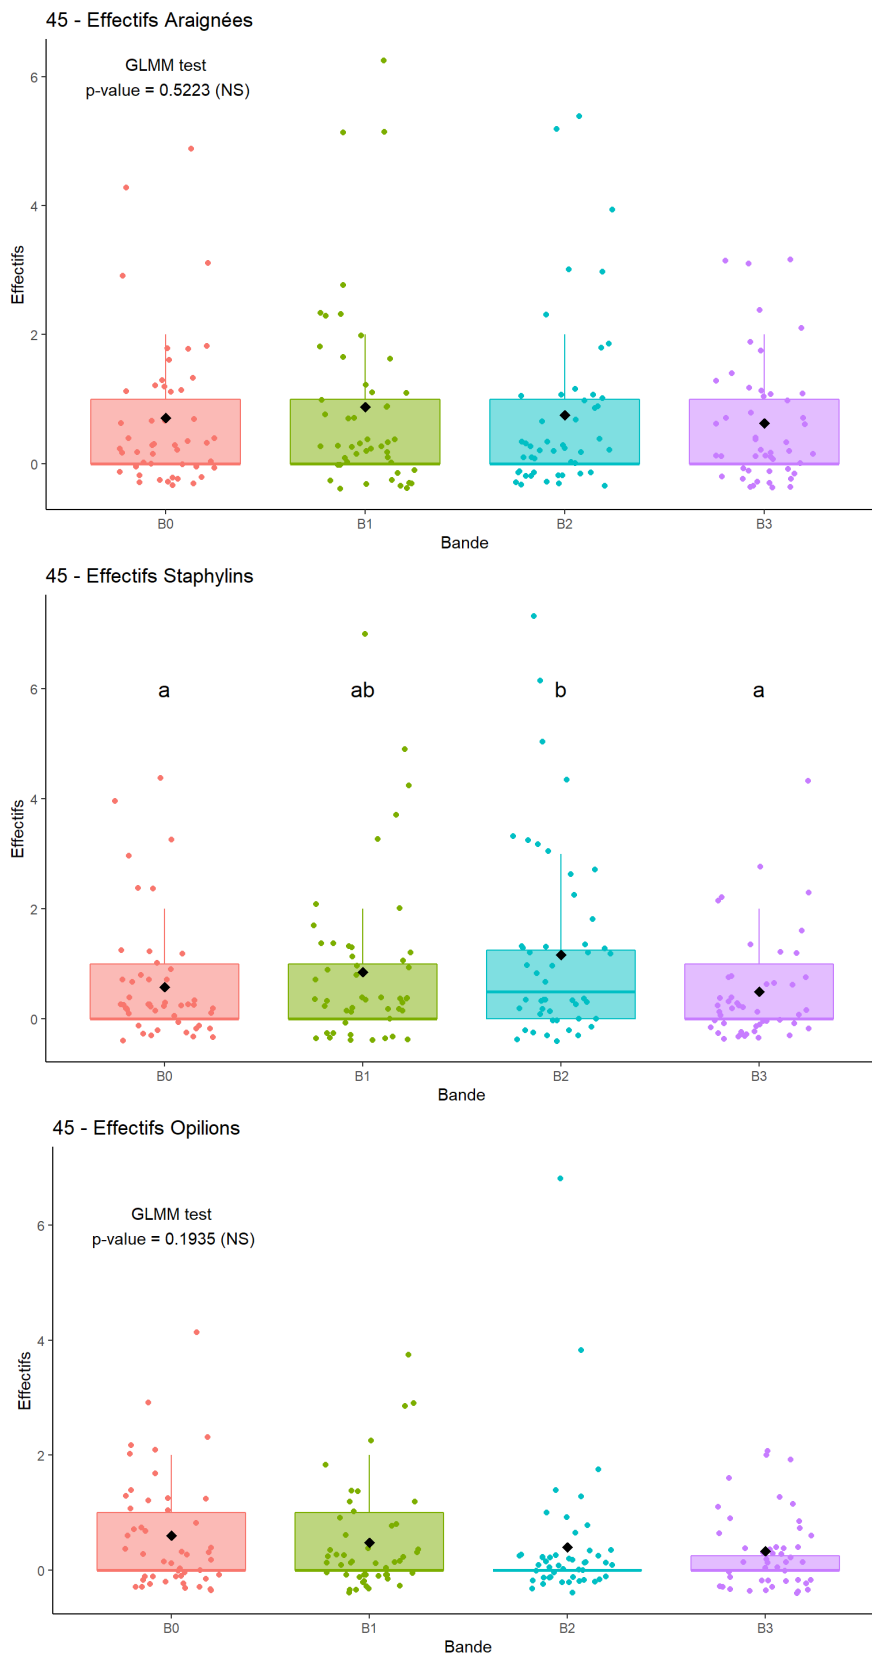 45 - Effectifs Araignées
GLMM test
p-value = 0.5223 (NS)
Effectifs
6
4
2
0
B0 B1 B2 B3
Bande
45 - Effectifs Staphylins
a ab b a
Effectifs
6
4
2
0
B0 B1 B2 B3
Bande
45 - Effectifs Opilions
GLMM test
p-value = 0.1935 (NS)
Effectifs
6
4
2
0
B0 B1 B2 B3
Bande